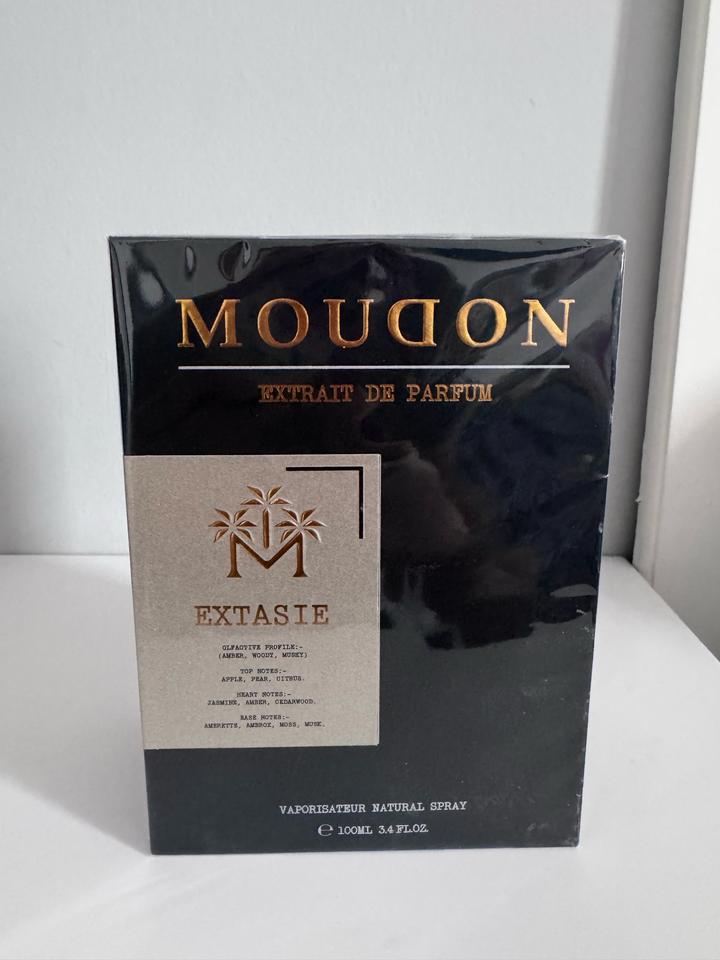 MOUDON
EXTRAIT DE PARFUM
M
EXTASIE
OLFACTIVE PROFILE:-
(AMBER, WOODY, MUSKY)
TOP NOTES:-
APPLE, PEAR, CITRUS.
HEART NOTES:-
JASMINE, AMBER, CEDARWOOD.
BASE NOTES:-
AMBRETTE, AMBROX, MOSS, MUSK.
VAPORISATEUR NATURAL SPRAY
℮ 100ML 3.4 FL.OZ.